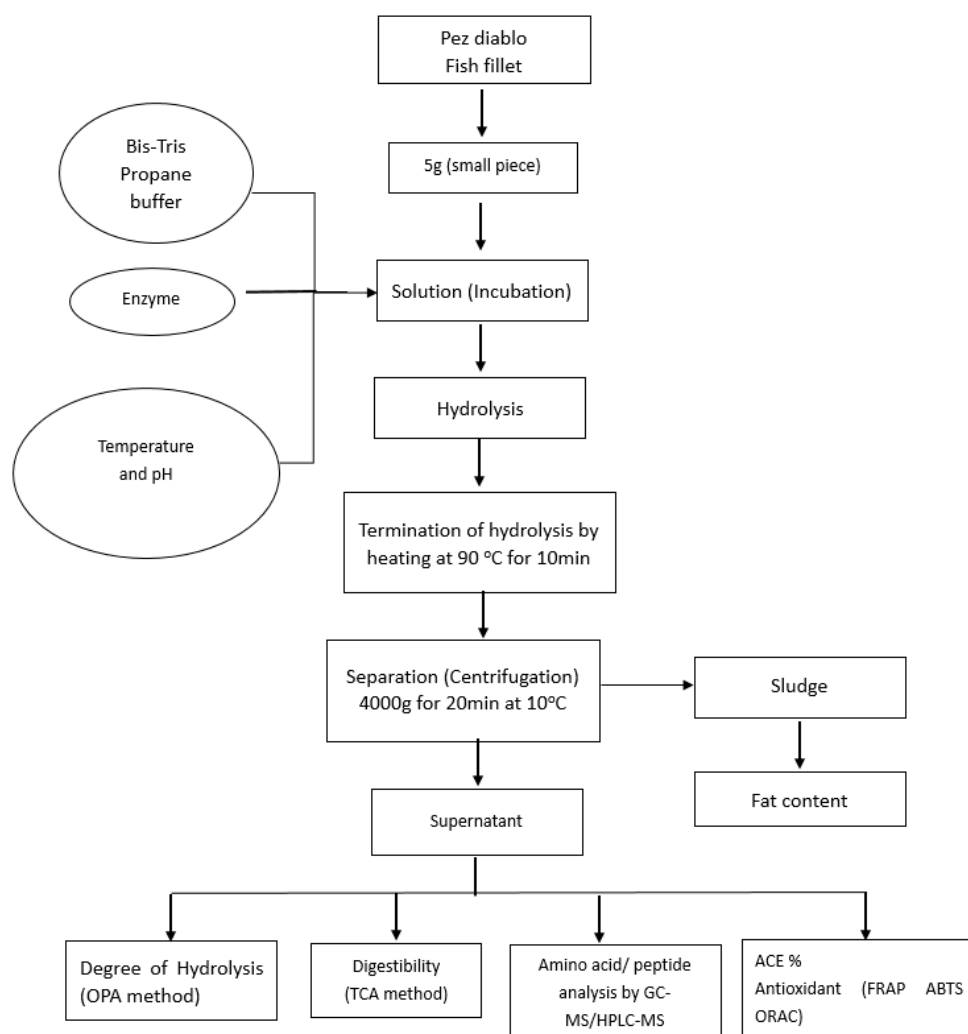 Pez diablo
Fish fillet
5g (small piece)
Bis-Tris
Propane
buffer
Enzyme
Solution (Incubation)
Hydrolysis
Temperature
and pH
Termination of hydrolysis by
heating at 90 °C for 10min
Separation (Centrifugation)
4000g for 20min at 10°C
Sludge
Fat content
Supernatant
Degree of Hydrolysis
(OPA method)
Digestibility
(TCA method)
Amino acid/ peptide
analysis by GC-
MS/HPLC-MS
ACE %
Antioxidant (FRAP ABTS
ORAC)